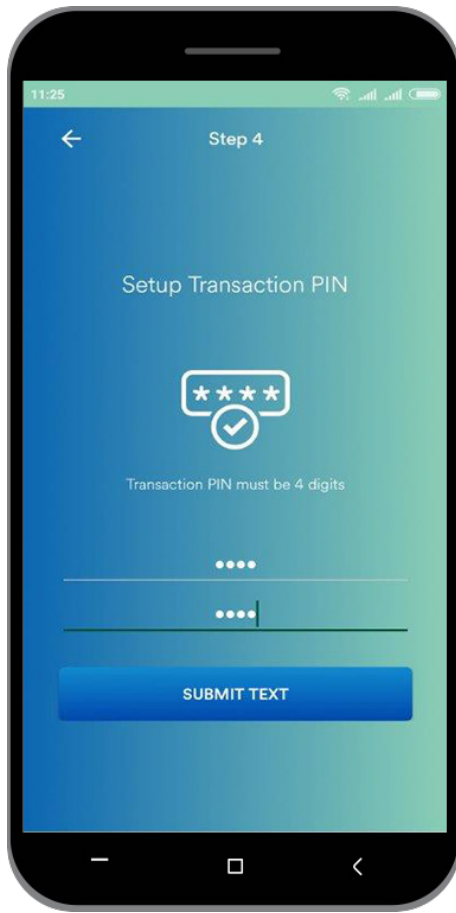 11:25
Step 4
Setup Transaction PIN
****
Transaction PIN must be 4 digits
••••
••••
SUBMIT TEXT